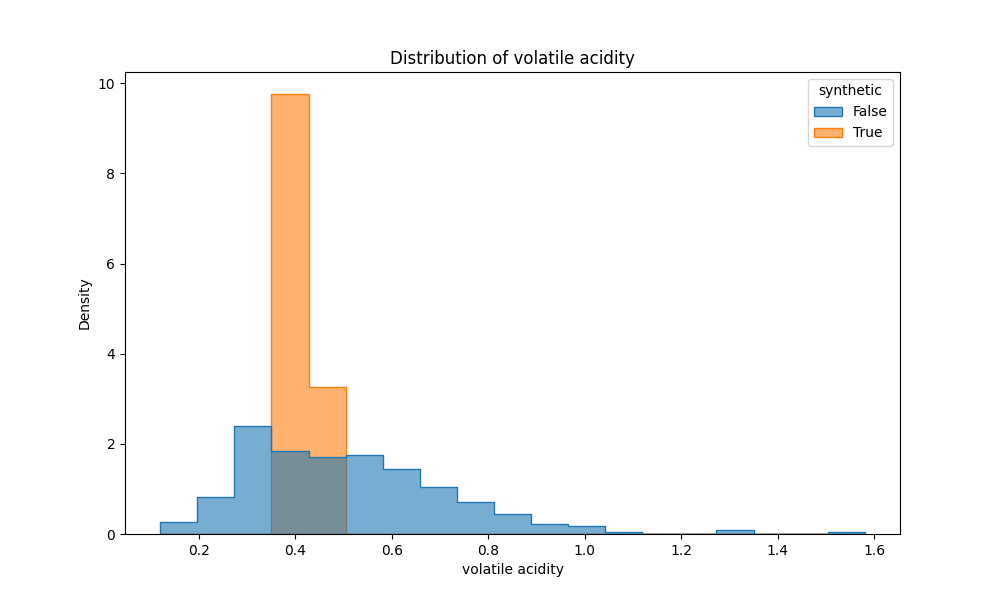 Distribution of volatile acidity
synthetic
False
True
10
8
6
4
2
0
Density
0.2 0.4 0.6 0.8 1.0 1.2 1.4 1.6
volatile acidity